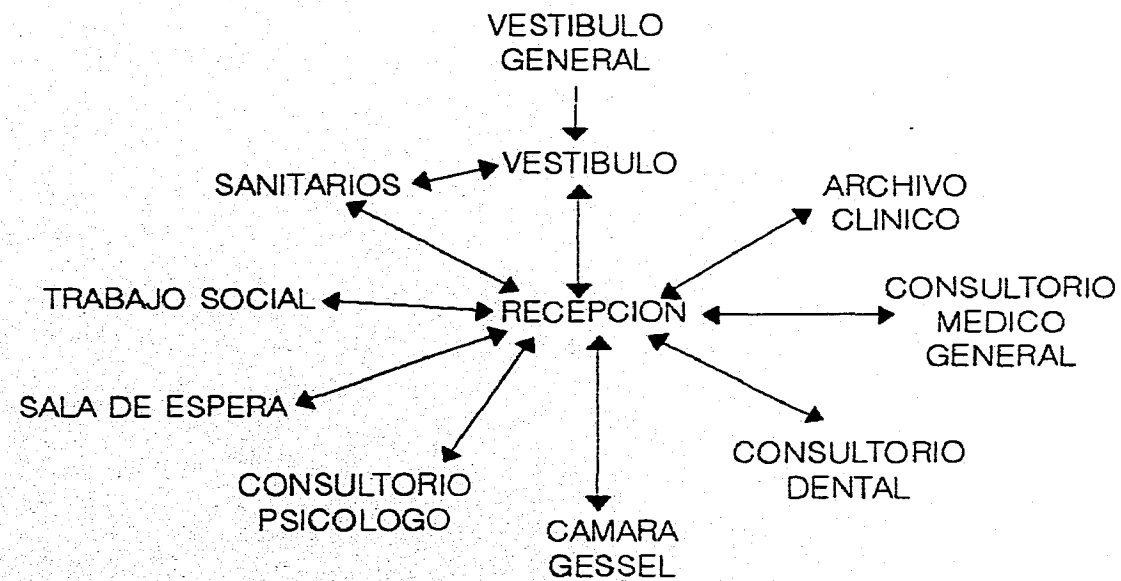 VESTIBULO
GENERAL
VESTIBULO
SANITARIOS
ARCHIVO
CLINICO
TRABAJO SOCIAL
RECEPCION
CONSULTORIO
MEDICO
GENERAL
SALA DE ESPERA
CONSULTORIO
DENTAL
CONSULTORIO
PSICOLOGO
CAMARA
GESSEL